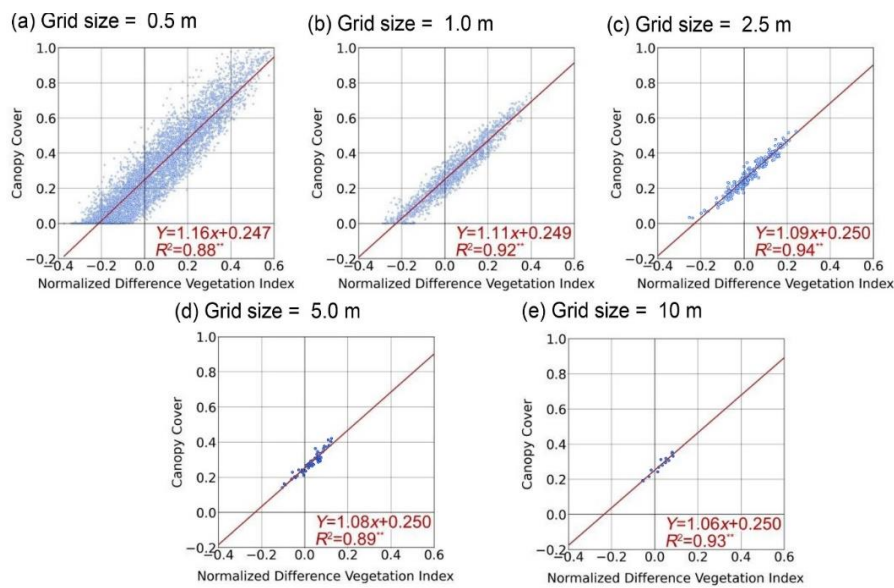 (a) Grid size = 0.5 m
(b) Grid size = 1.0 m
(c) Grid size = 2.5 m
1.0
0.8
0.6
0.4
0.2
0.0
−0.2
Canopy Cover
Y=1.16x+0.247
R²=0.88**
−0.4 −0.2 0.0 0.2 0.4 0.6
Normalized Difference Vegetation Index
1.0
0.8
0.6
0.4
0.2
0.0
−0.2
Canopy Cover
Y=1.11x+0.249
R²=0.92**
−0.4 −0.2 0.0 0.2 0.4 0.6
Normalized Difference Vegetation Index
1.0
0.8
0.6
0.4
0.2
0.0
−0.2
Canopy Cover
Y=1.09x+0.250
R²=0.94**
−0.4 −0.2 0.0 0.2 0.4 0.6
Normalized Difference Vegetation Index
(d) Grid size = 5.0 m
(e) Grid size = 10 m
1.0
0.8
0.6
0.4
0.2
0.0
−0.2
Canopy Cover
Y=1.08x+0.250
R²=0.89**
−0.4 −0.2 0.0 0.2 0.4 0.6
Normalized Difference Vegetation Index
1.0
0.8
0.6
0.4
0.2
0.0
−0.2
Canopy Cover
Y=1.06x+0.250
R²=0.93**
−0.4 −0.2 0.0 0.2 0.4 0.6
Normalized Difference Vegetation Index